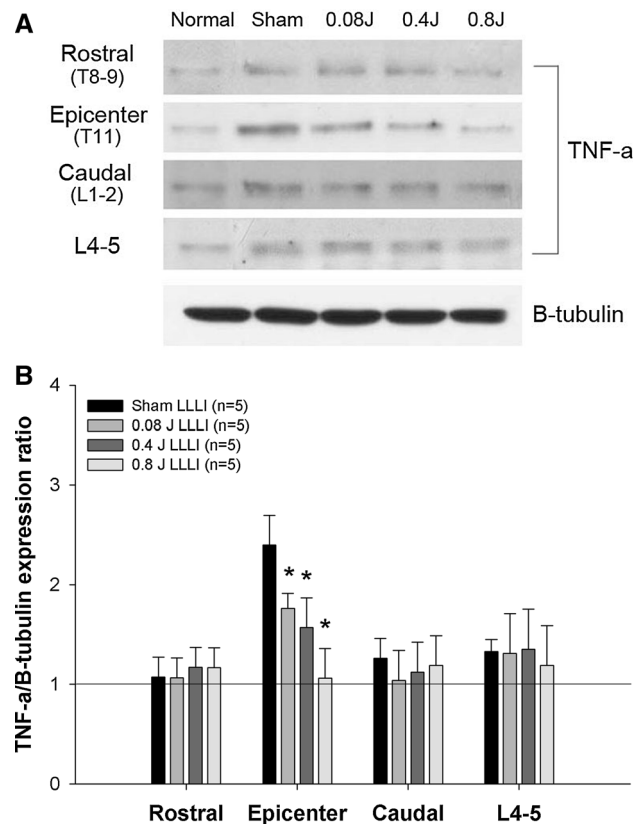 A
Normal Sham 0.08J 0.4J 0.8J
Rostral
(T8-9)
Epicenter
(T11)
Caudal
(L1-2)
L4-5
TNF-a
B-tubulin
B
TNF-a/B-tubulin expression ratio
4
3
2
1
0
Sham LLLI (n=5)
0.08 J LLLI (n=5)
0.4 J LLLI (n=5)
0.8 J LLLI (n=5)
* * *
Rostral Epicenter Caudal L4-5